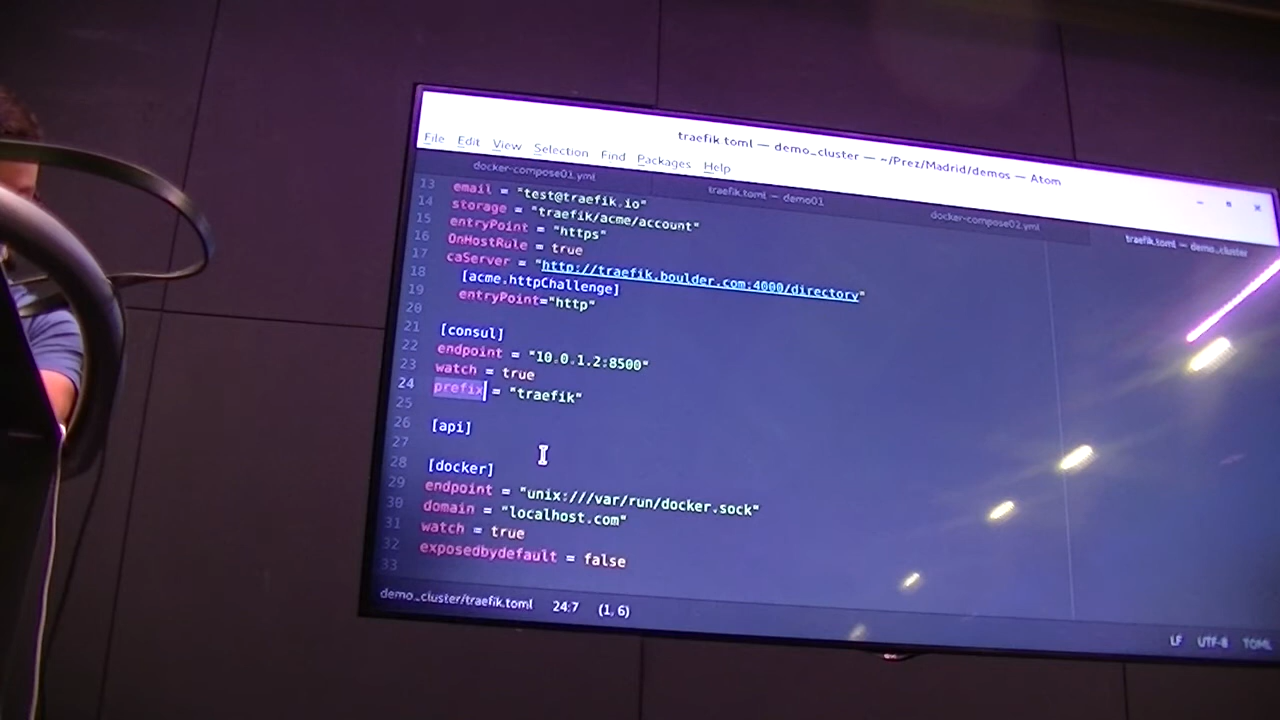 traefik.toml — demo_cluster — ~/Prez/Madrid/demos — Atom
File Edit View Selection Find Packages Help
docker-compose01.yml traefik.toml — demo01 docker-compose02.yml traefik.toml — demo_cluster
13 email = "test@traefik.io"
14 storage = "traefik/acme/account"
15 entryPoint = "https"
16 OnHostRule = true
17 caServer = "http://traefik.boulder.com:4000/directory"
18 [acme.httpChallenge]
19 entryPoint="http"
20
21 [consul]
22 endpoint = "10.0.1.2:8500"
23 watch = true
24 prefix = "traefik"
25
26 [api]
27
28 [docker]
29 endpoint = "unix:///var/run/docker.sock"
30 domain = "localhost.com"
31 watch = true
32 exposedbydefault = false
33
demo_cluster/traefik.toml 24:7 (1, 6) LF UTF-8 TOML